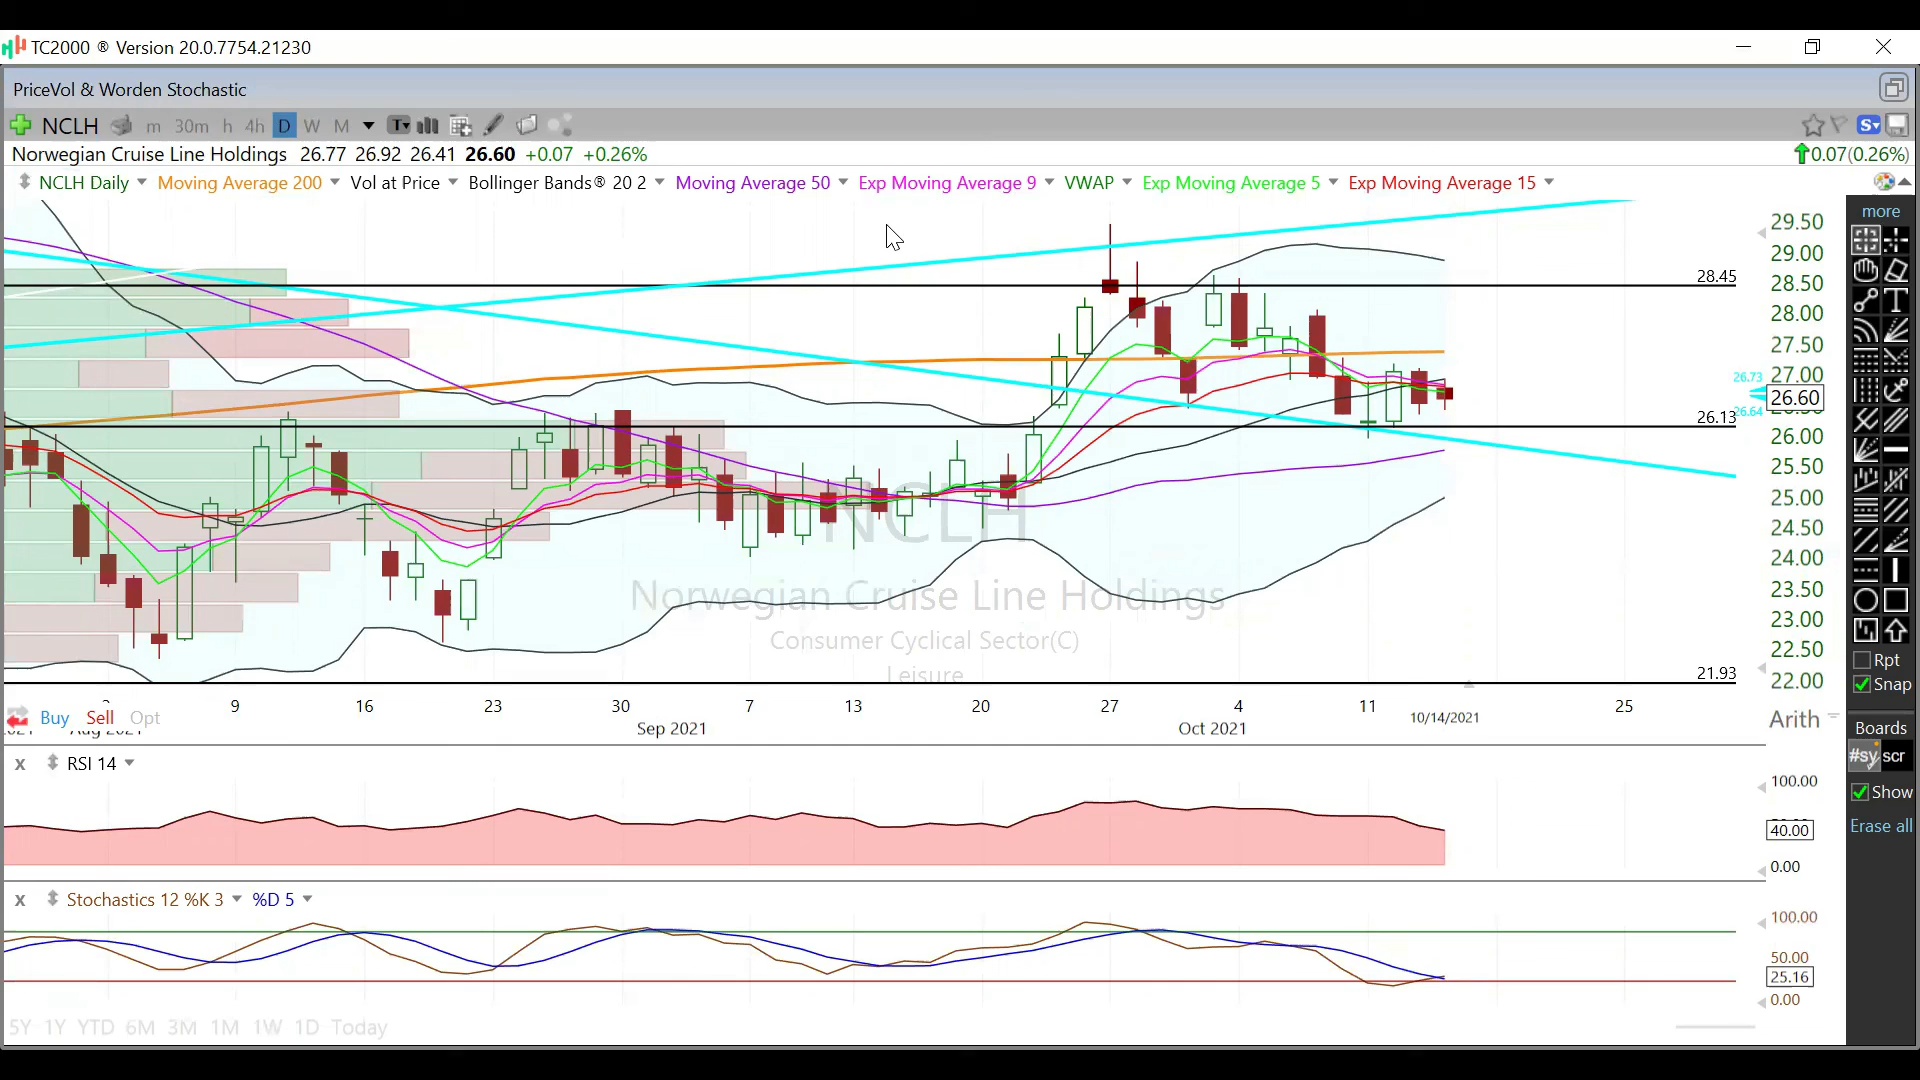 TC2000 ® Version 20.0.7754.21230
PriceVol & Worden Stochastic
NCLH m 30m h 4h D W M T S
Norwegian Cruise Line Holdings 26.77 26.92 26.41 26.60 +0.07 +0.26% 0.07(0.26%)
NCLH Daily Moving Average 200 Vol at Price Bollinger Bands® 20 2 Moving Average 50 Exp Moving Average 9 VWAP Exp Moving Average 5 Exp Moving Average 15
more
29.50
29.00
28.45
28.50
28.00
27.50
27.00
26.73
26.60
26.64
26.13
26.00
25.50
25.00
24.50
24.00
23.50
23.00
22.50
22.00
21.93
NCLH
Norwegian Cruise Line Holdings
Consumer Cyclical Sector(C)
Leisure
Rpt
Snap
9 16 23 30 7 13 20 27 4 11 25
Buy Sell Opt
Aug 2021 Sep 2021 Oct 2021 10/14/2021
Arith
Boards
#sy scr
Show
Erase all
x RSI 14
100.00
40.00
0.00
x Stochastics 12 %K 3 %D 5
100.00
50.00
25.16
0.00
5Y 1Y YTD 6M 3M 1M 1W 1D Today